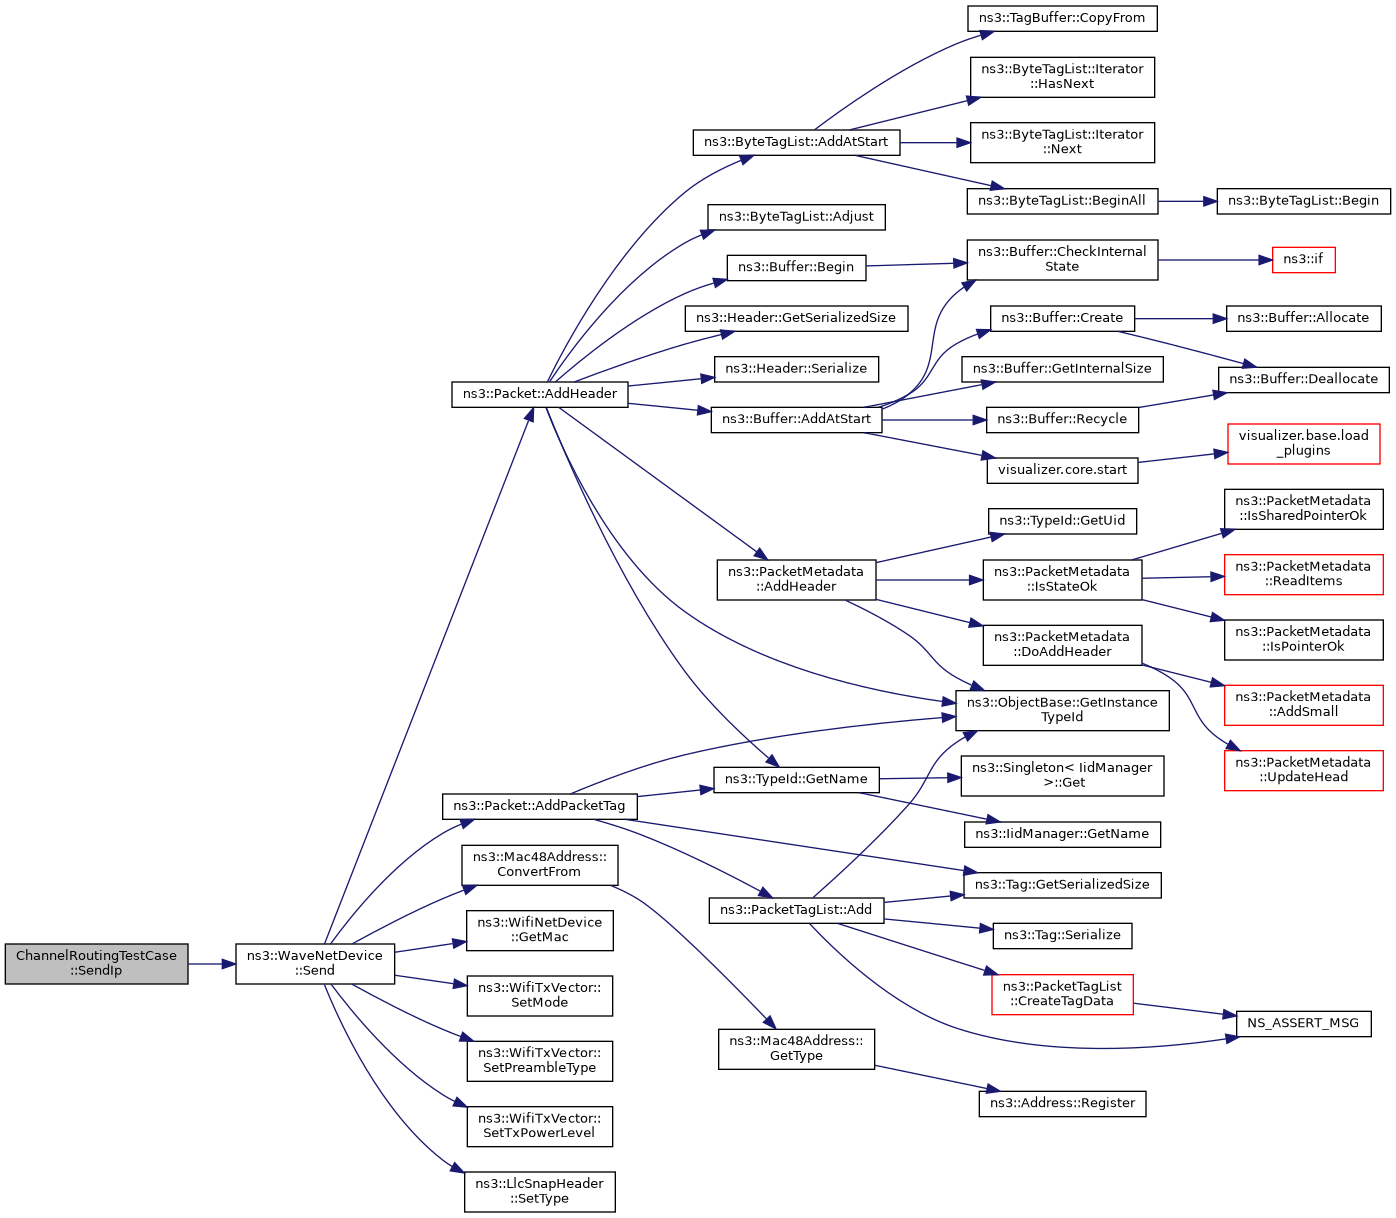 ns3::TagBuffer::CopyFrom
ns3::ByteTagList::Iterator
::HasNext
ns3::ByteTagList::AddAtStart
ns3::ByteTagList::Iterator
::Next
ns3::ByteTagList::BeginAll
ns3::ByteTagList::Begin
ns3::ByteTagList::Adjust
ns3::Buffer::Begin
ns3::Buffer::CheckInternal
State
ns3::if
ns3::Header::GetSerializedSize
ns3::Buffer::Create
ns3::Buffer::Allocate
ns3::Header::Serialize
ns3::Buffer::GetInternalSize
ns3::Buffer::Deallocate
ns3::Packet::AddHeader
ns3::Buffer::AddAtStart
ns3::Buffer::Recycle
visualizer.base.load
_plugins
visualizer.core.start
ns3::TypeId::GetUid
ns3::PacketMetadata
::IsSharedPointerOk
ns3::PacketMetadata
::AddHeader
ns3::PacketMetadata
::IsStateOk
ns3::PacketMetadata
::ReadItems
ns3::PacketMetadata
::DoAddHeader
ns3::PacketMetadata
::IsPointerOk
ns3::ObjectBase::GetInstance
TypeId
ns3::PacketMetadata
::AddSmall
ns3::TypeId::GetName
ns3::Singleton< IidManager
>::Get
ns3::PacketMetadata
::UpdateHead
ns3::Packet::AddPacketTag
ns3::IidManager::GetName
ns3::Mac48Address::
ConvertFrom
ns3::Tag::GetSerializedSize
ns3::PacketTagList::Add
ns3::WifiNetDevice
::GetMac
ns3::Tag::Serialize
ChannelRoutingTestCase
::SendIp
ns3::WaveNetDevice
::Send
ns3::WifiTxVector::
SetMode
ns3::PacketTagList
::CreateTagData
NS_ASSERT_MSG
ns3::WifiTxVector::
SetPreambleType
ns3::Mac48Address::
GetType
ns3::Address::Register
ns3::WifiTxVector::
SetTxPowerLevel
ns3::LlcSnapHeader
::SetType